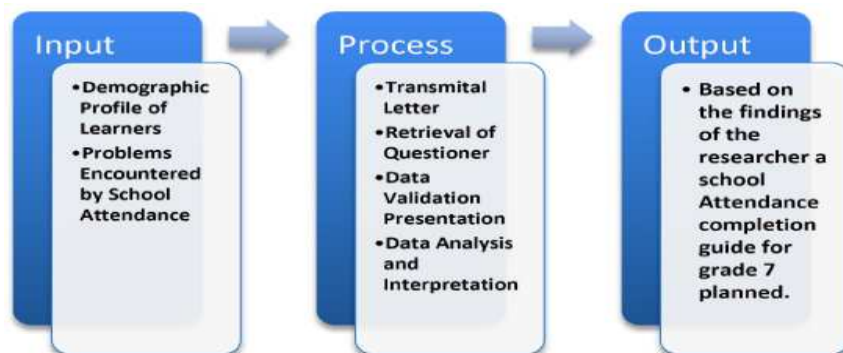 Input
•Demographic
Profile of
Learners
•Problems
Encountered
by School
Attendance
Process
•Transmital
Letter
•Retrieval of
Questioner
•Data
Validation
Presentation
•Data Analysis
and
Interpretation
Output
• Based on
the findings
of the
researcher a
school
Attendance
completion
guide for
grade 7
planned.